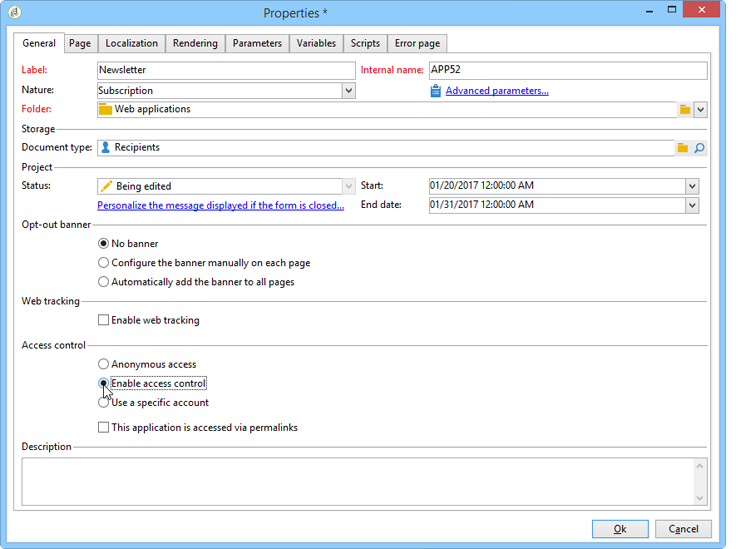 Properties *
General Page Localization Rendering Parameters Variables Scripts Error page
Label: Newsletter Internal name: APP52
Nature: Subscription Advanced parameters...
Folder: Web applications
Storage
Document type: Recipients
Project
Status: Being edited Start: 01/20/2017 12:00:00 AM
Personalize the message displayed if the form is closed... End date: 01/31/2017 12:00:00 AM
Opt-out banner
No banner
Configure the banner manually on each page
Automatically add the banner to all pages
Web tracking
Enable web tracking
Access control
Anonymous access
Enable access control
Use a specific account
This application is accessed via permalinks
Description
Ok Cancel